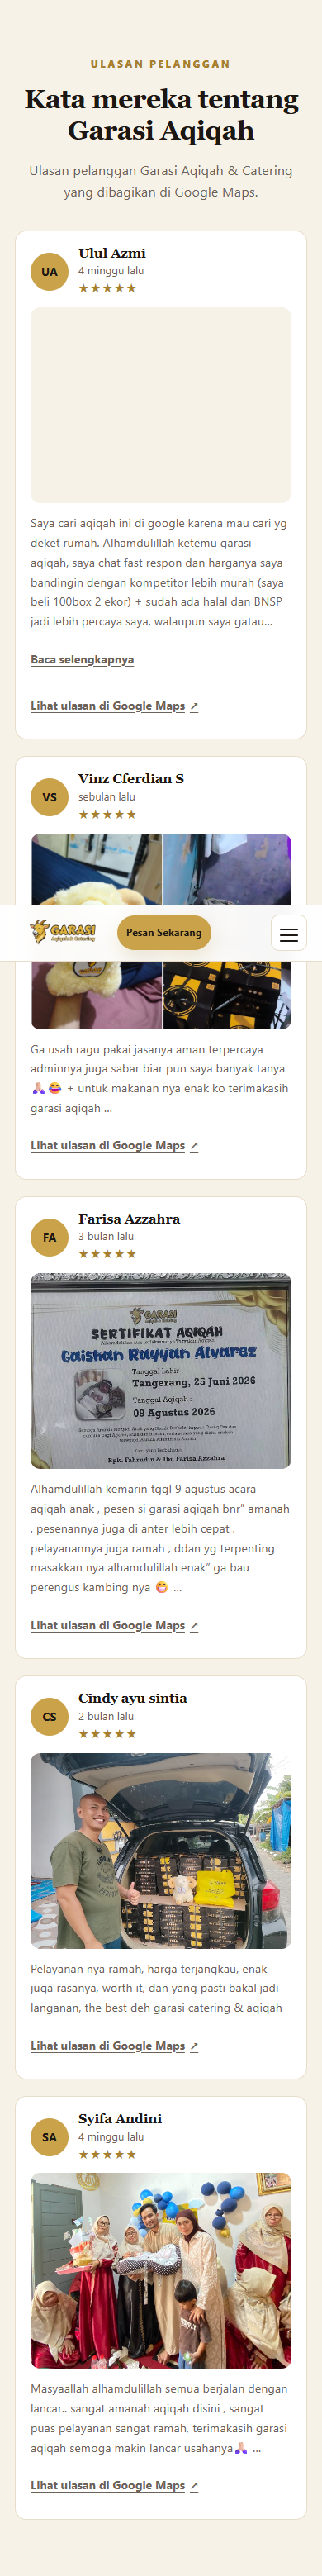 ULASAN PELANGGAN
Kata mereka tentang
Garasi Aqiqah
Ulasan pelanggan Garasi Aqiqah & Catering
yang dibagikan di Google Maps.
UA
Ulul Azmi
4 minggu lalu
★★★★★
Saya cari aqiqah ini di google karena mau cari yg
deket rumah. Alhamdulillah ketemu garasi
aqiqah, saya chat fast respon dan harganya saya
bandingin dengan kompetitor lebih murah (saya
beli 100box 2 ekor) + sudah ada halal dan BNSP
jadi lebih percaya saya, walaupun saya gatau...
Baca selengkapnya
Lihat ulasan di Google Maps ↗
VS
Vinz Cferdian S
sebulan lalu
★★★★★
GARASI
Aqiqah & Catering
Pesan Sekarang
Ga usah ragu pakai jasanya aman terpercaya
adminnya juga sabar biar pun saya banyak tanya
🙏🏻😂 + untuk makanan nya enak ko terimakasih
garasi aqiqah ...
Lihat ulasan di Google Maps ↗
FA
Farisa Azzahra
3 bulan lalu
★★★★★
GARASI
SERTIFIKAT AQIQAH
Gaishan Rayyan Alvarez
Tanggal Lahir :
Tangerang, 25 Juni 2026
Tanggal Aqiqah :
09 Agustus 2026
Bpk. Fahrudin & Ibu Farisa Azzahra
Alhamdulillah kemarin tggl 9 agustus acara
aqiqah anak , pesen si garasi aqiqah bnr” amanah
, pesenannya juga di anter lebih cepat ,
pelayanannya juga ramah , ddan yg terpenting
masakkan nya alhamdulillah enak” ga bau
perengus kambing nya 😷 ...
Lihat ulasan di Google Maps ↗
CS
Cindy ayu sintia
2 bulan lalu
★★★★★
Pelayanan nya ramah, harga terjangkau, enak
juga rasanya, worth it, dan yang pasti bakal jadi
langanan, the best deh garasi catering & aqiqah
Lihat ulasan di Google Maps ↗
SA
Syifa Andini
4 minggu lalu
★★★★★
Masyaallah alhamdulillah semua berjalan dengan
lancar.. sangat amanah aqiqah disini , sangat
puas pelayanan sangat ramah, terimakasih garasi
aqiqah semoga makin lancar usahanya🙏🏻 ...
Lihat ulasan di Google Maps ↗